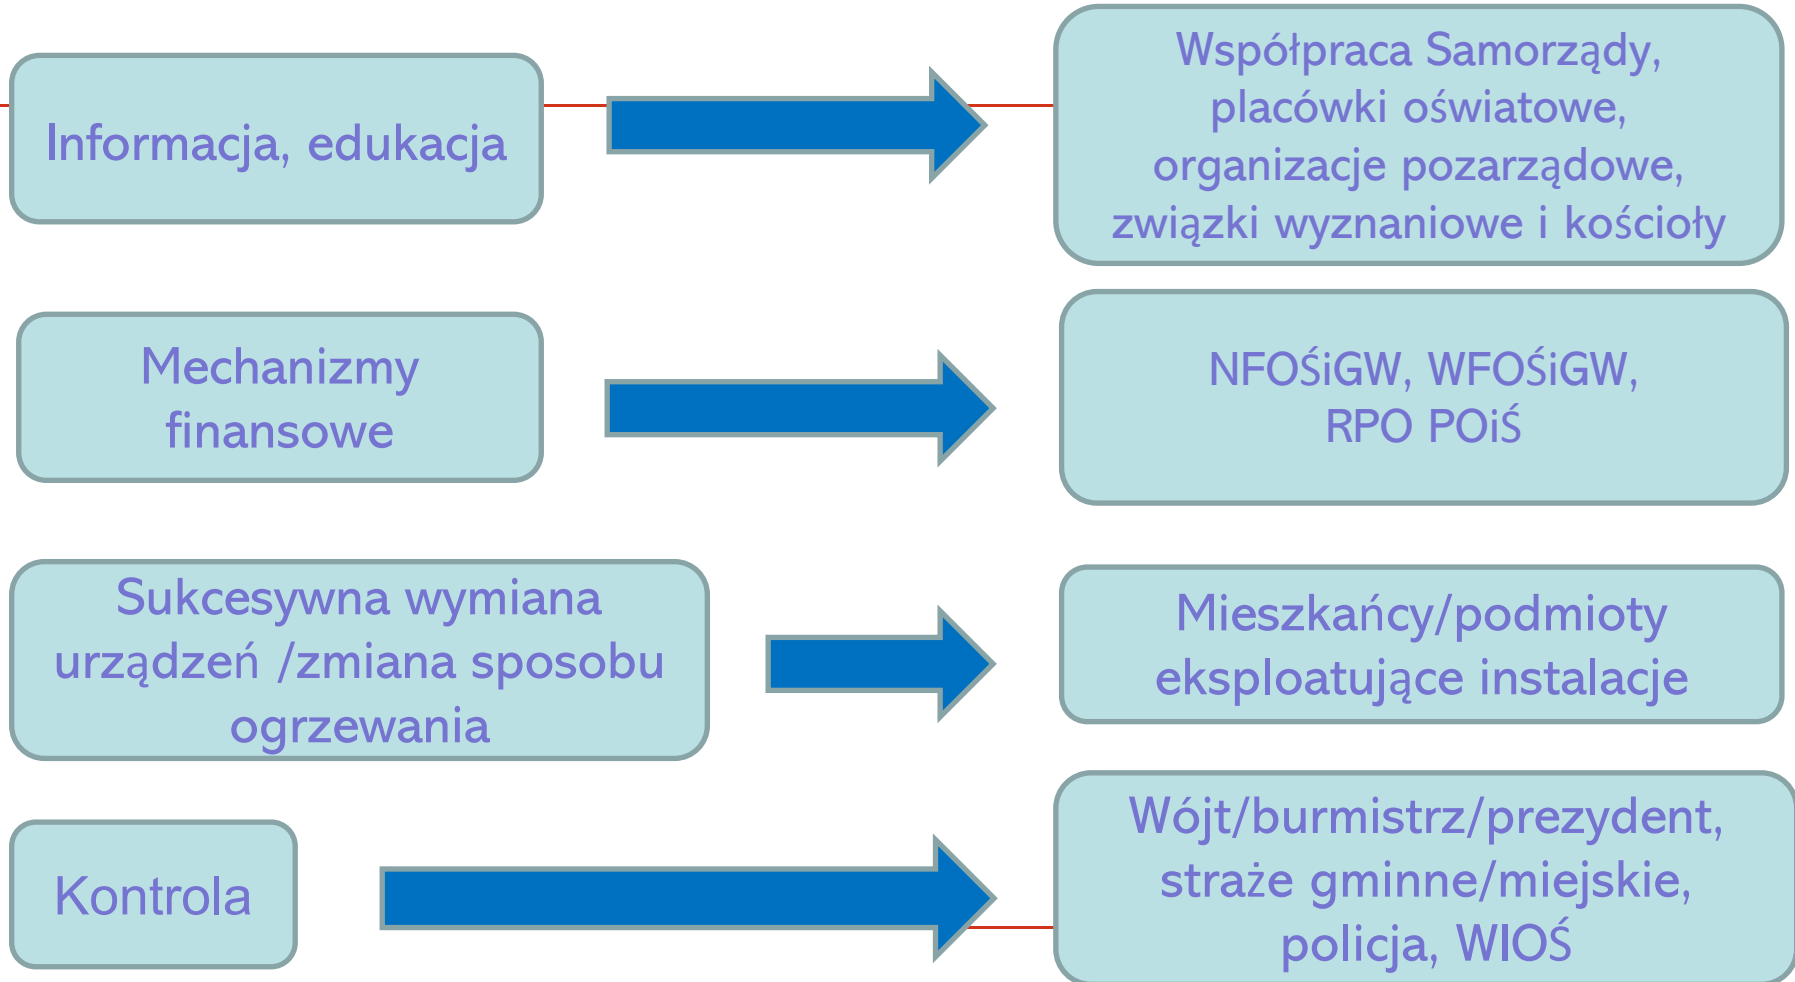 Informacja, edukacja
Współpraca Samorządy,
placówki oświatowe,
organizacje pozarządowe,
związki wyznaniowe i kościoły
Mechanizmy
finansowe
NFOŚiGW, WFOŚiGW,
RPO POiŚ
Sukcesywna wymiana
urządzeń /zmiana sposobu
ogrzewania
Mieszkańcy/podmioty
eksploatujące instalacje
Kontrola
Wójt/burmistrz/prezydent,
straże gminne/miejskie,
policja, WIOŚ